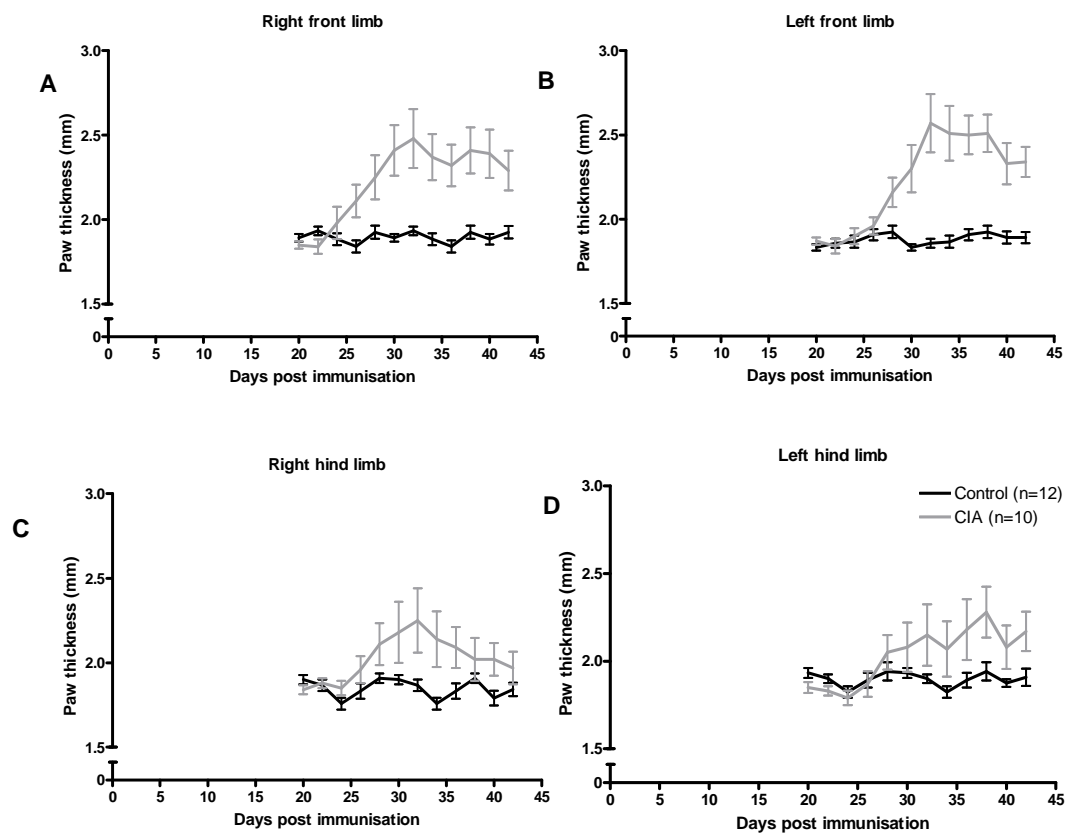 Right front limb
A
Paw thickness (mm)
3.0
2.5
2.0
1.5
0
0 5 10 15 20 25 30 35 40 45
Days post immunisation
Left front limb
B
Paw thickness (mm)
3.0
2.5
2.0
1.5
0
0 5 10 15 20 25 30 35 40 45
Days post immunisation
Right hind limb
C
Paw thickness (mm)
3.0
2.5
2.0
1.5
0
0 5 10 15 20 25 30 35 40 45
Days post immunisation
Left hind limb
D
Control (n=12)
CIA (n=10)
Paw thickness (mm)
3.0
2.5
2.0
1.5
0
0 5 10 15 20 25 30 35 40 45
Days post immunisation